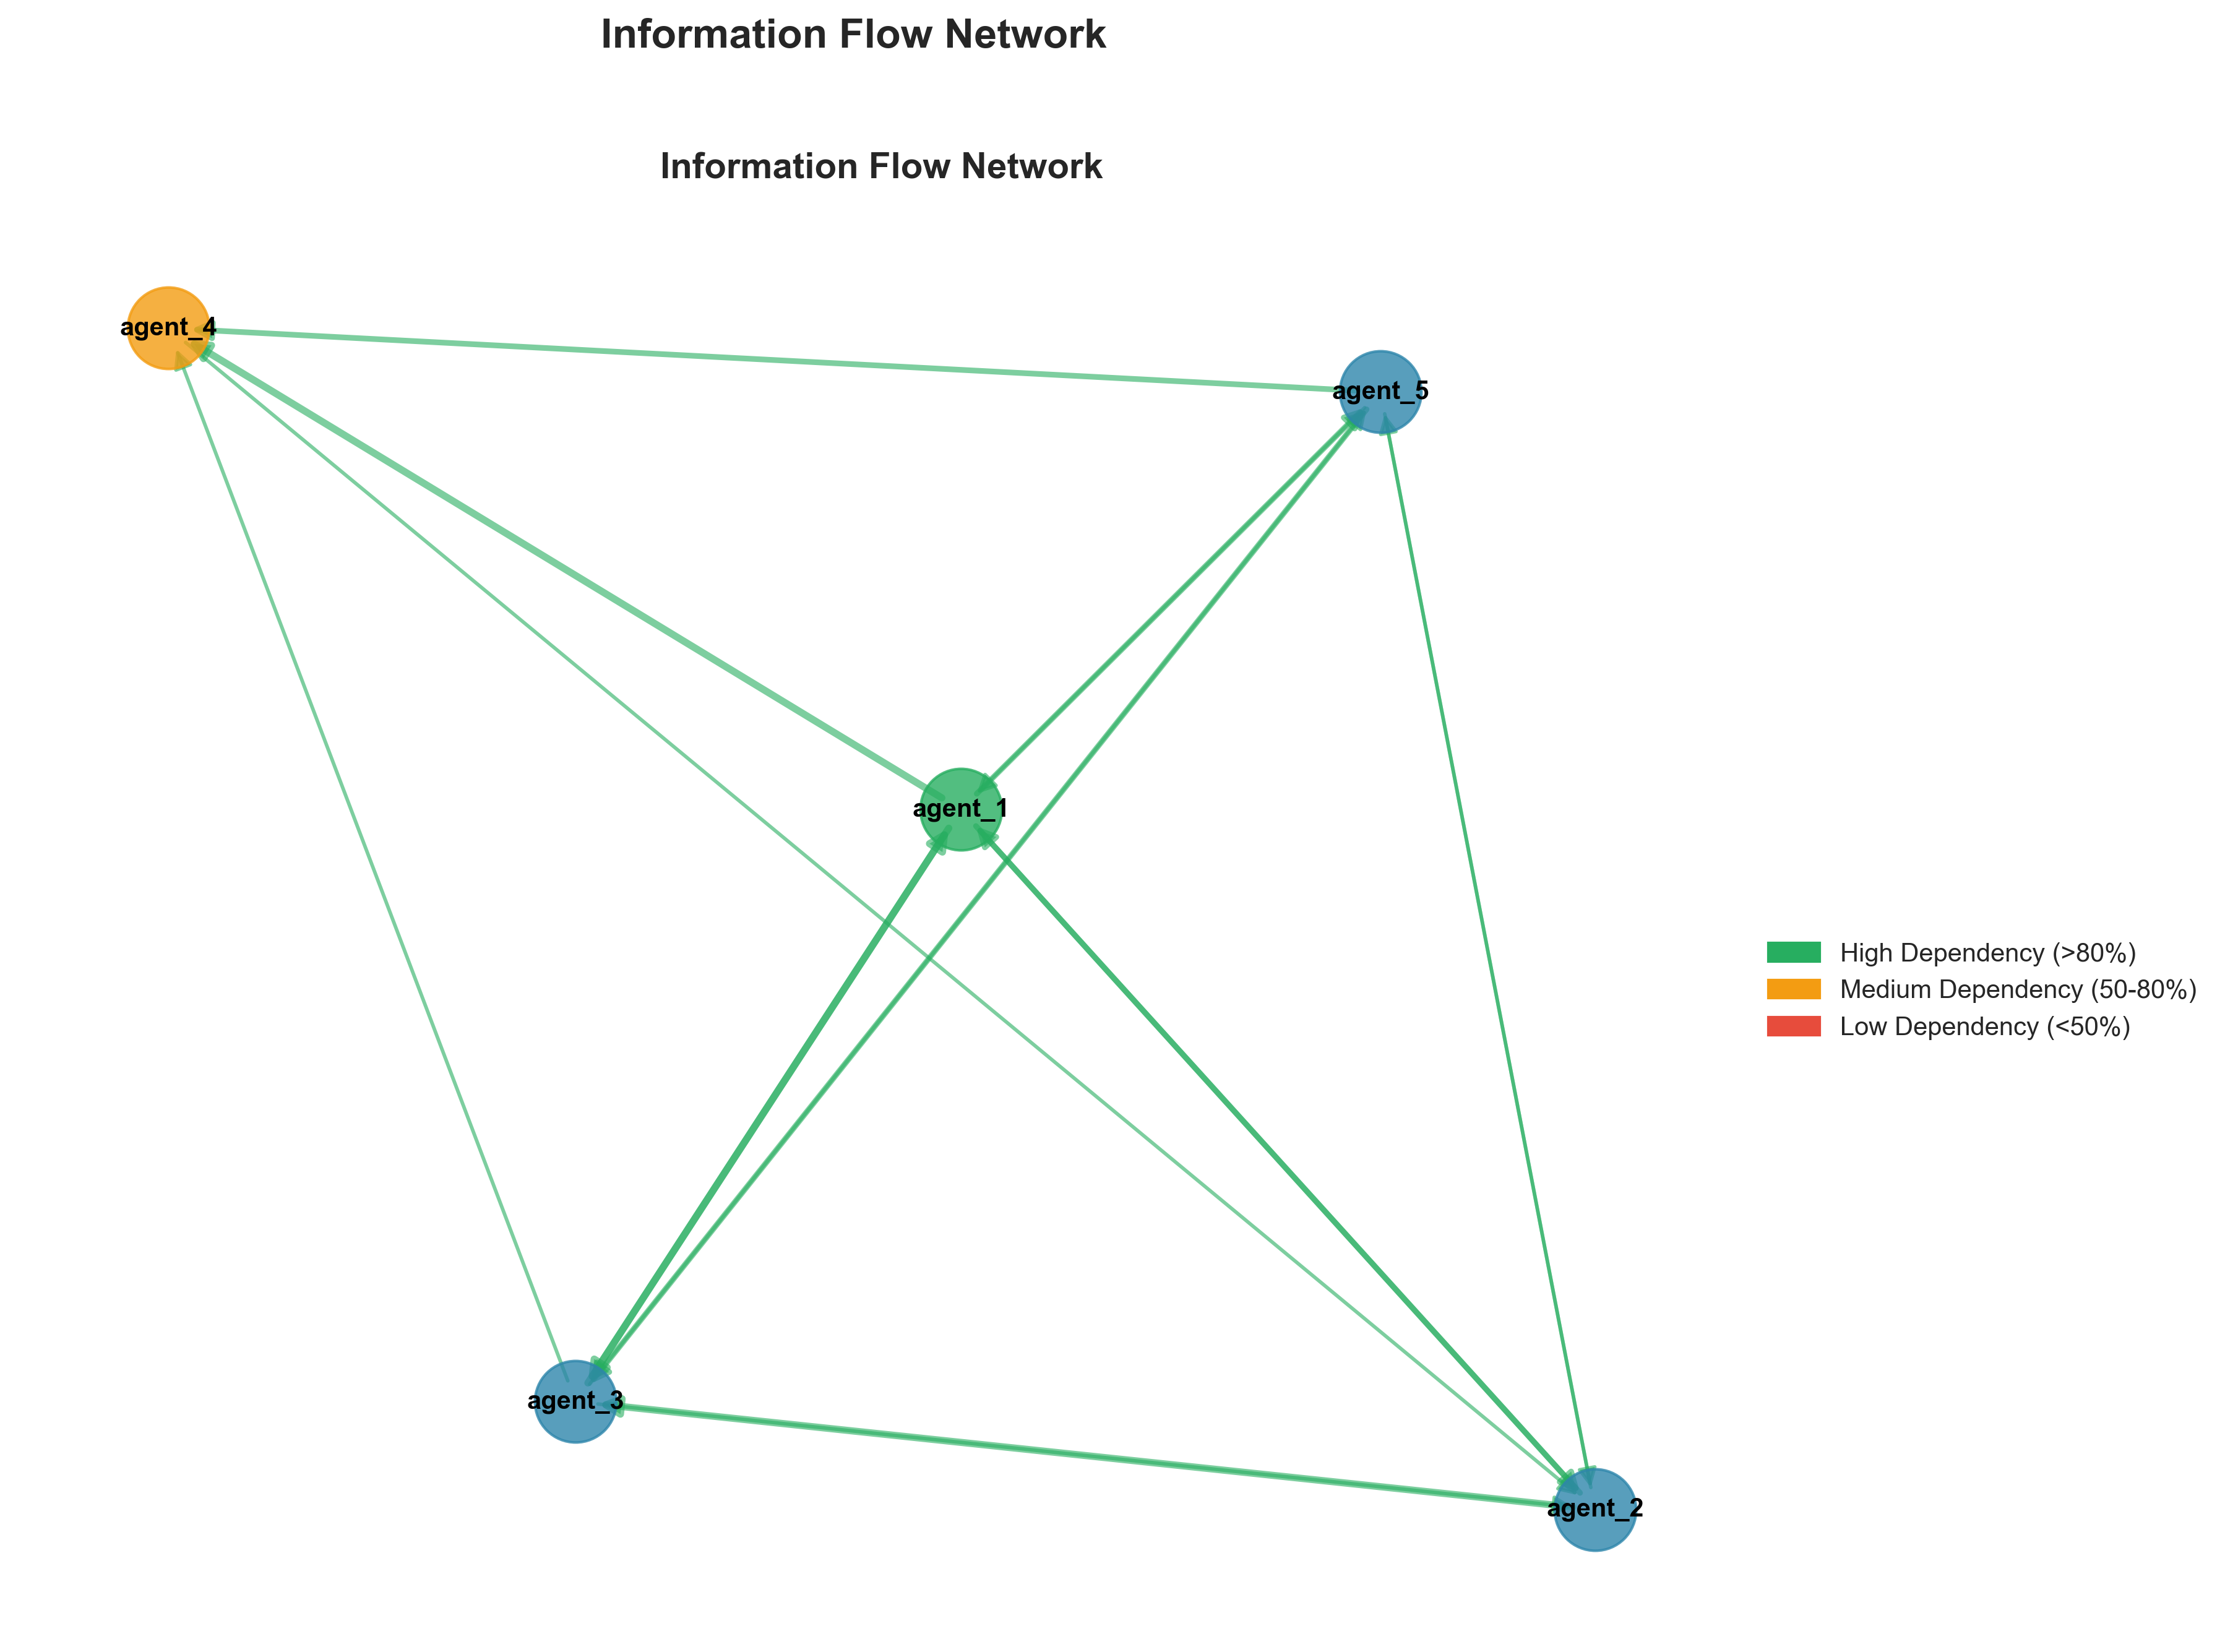 Information Flow Network
Information Flow Network
agent_4
agent_5
agent_1
High Dependency (>80%)
Medium Dependency (50-80%)
Low Dependency (<50%)
agent_3
agent_2